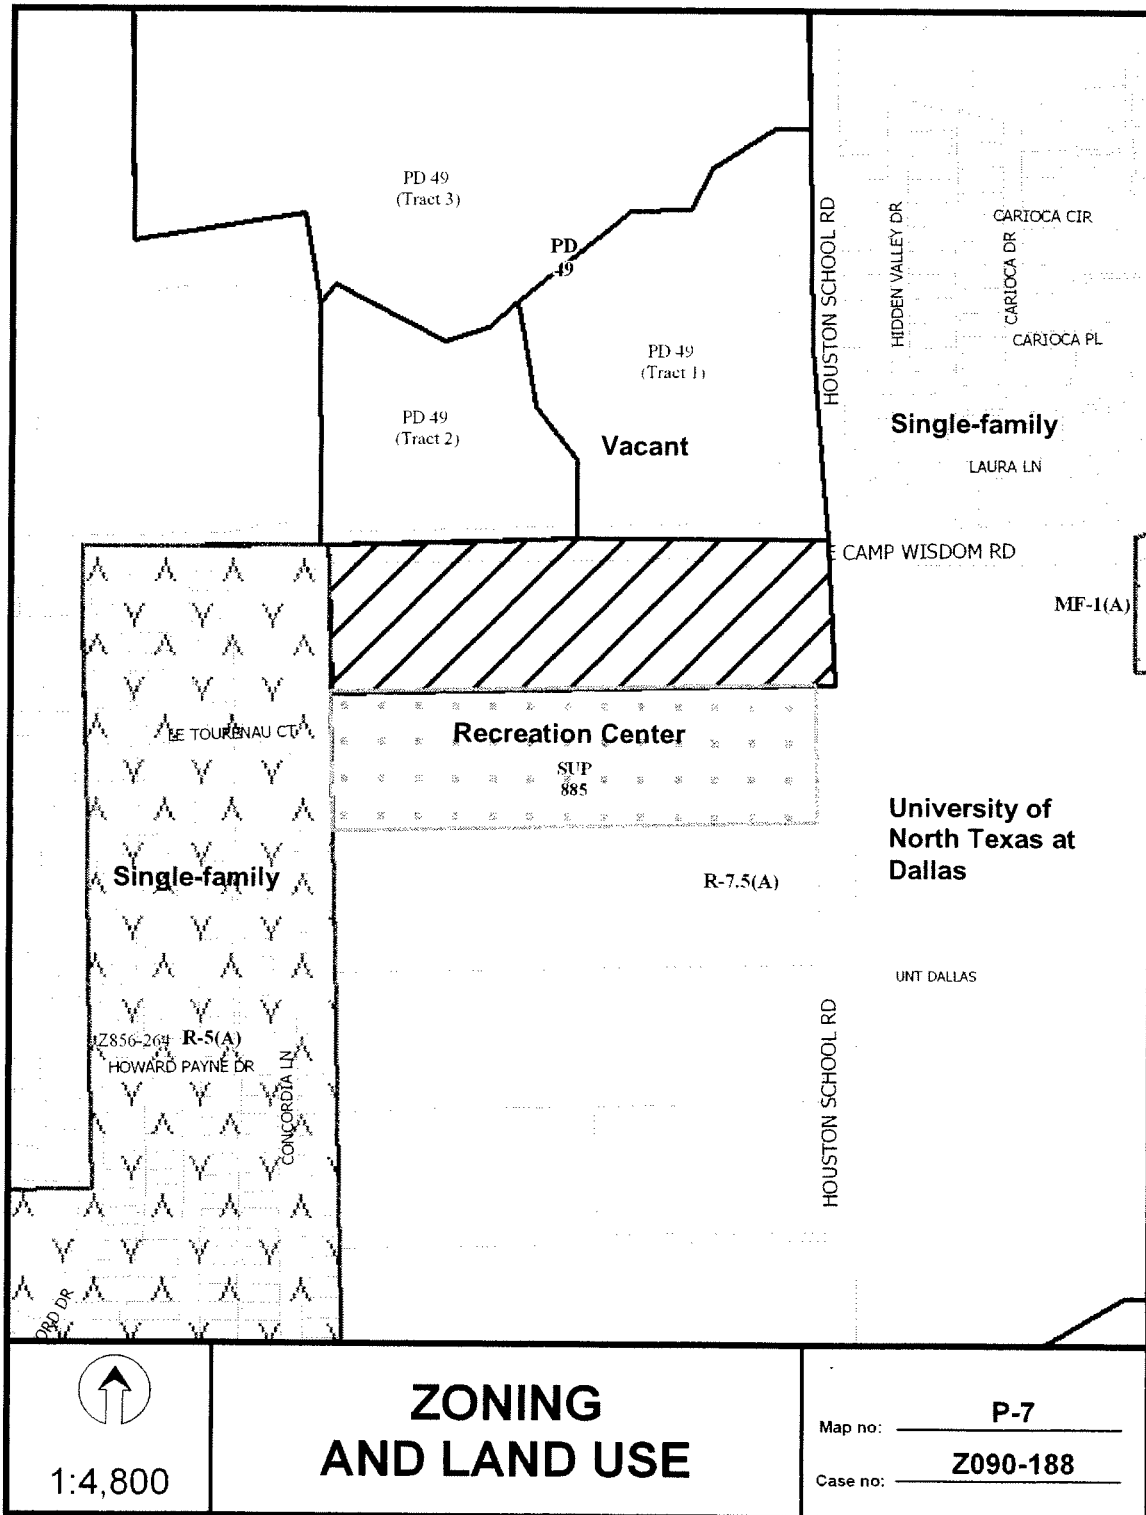 PD 49
(Tract 3)
PD
49
HOUSTON SCHOOL RD
HIDDEN VALLEY DR
CARIOCA CIR
CARIOCA DR
CARIOCA PL
PD 49
(Tract 1)
PD 49
(Tract 2)
Vacant
Single-family
LAURA LN
E CAMP WISDOM RD
MF-1(A)
LE TOURENAU CT
Recreation Center
SUP
885
University of
North Texas at
Dallas
Single-family
R-7.5(A)
UNT DALLAS
Z856-264 R-5(A)
HOWARD PAYNE DR
CONCORDIA LN
HOUSTON SCHOOL RD
ORD DR
1:4,800
ZONING
AND LAND USE
Map no: P-7
Case no: Z090-188